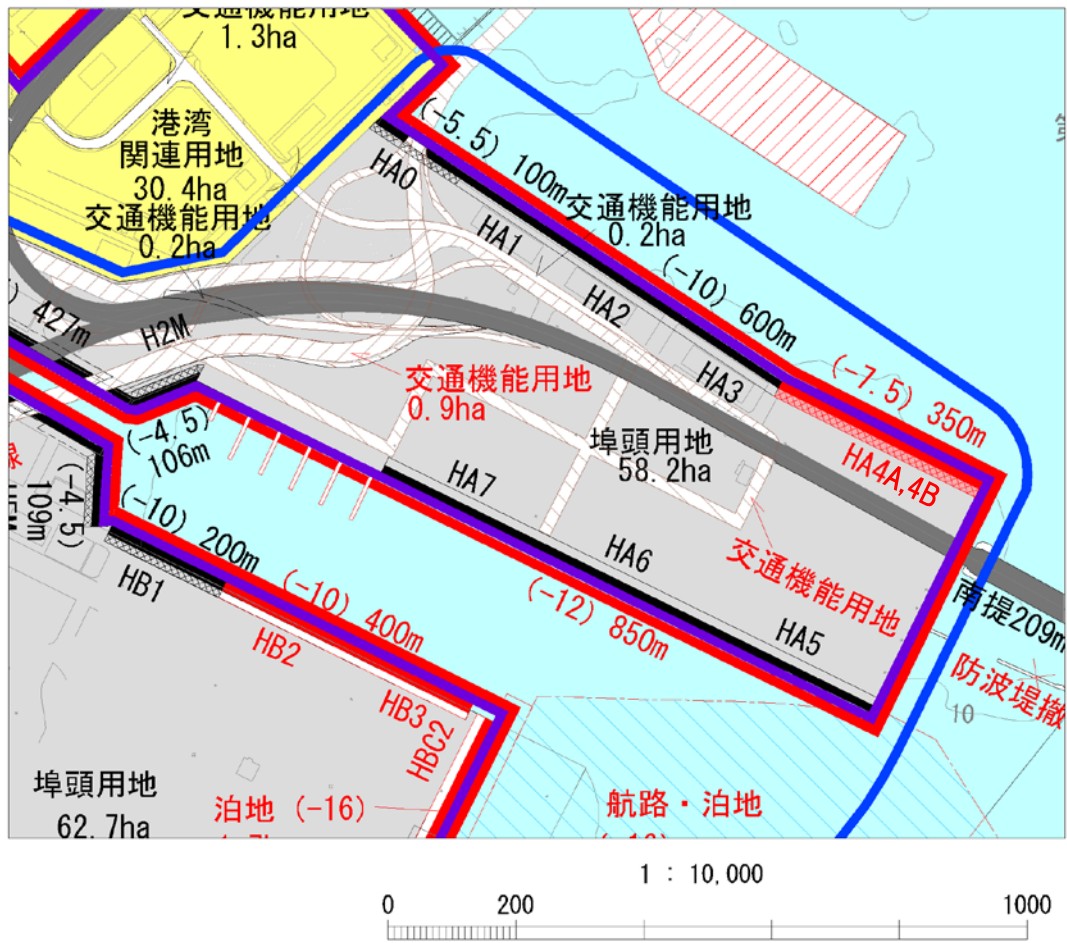 交通機能用地
1.3ha
港湾
関連用地
30.4ha
交通機能用地
0.2ha
(-5.5) 100m
HA0
HA1
交通機能用地
0.2ha
(-10) 600m
HA2
HA3
(-7.5) 350m
HA4A,4B
427m
H2M
交通機能用地
0.9ha
埠頭用地
58.2ha
(-4.5)
106m
(-4.5)
109m
(-10) 200m
HB1
(-10) 400m
HB2
HB3
HBC2
HA7
HA6
HA5
(-12) 850m
交通機能用地
南提209m
防波堤撤
10
埠頭用地
62.7ha
泊地 (-16)
航路・泊地
1 : 10,000
0
200
1000